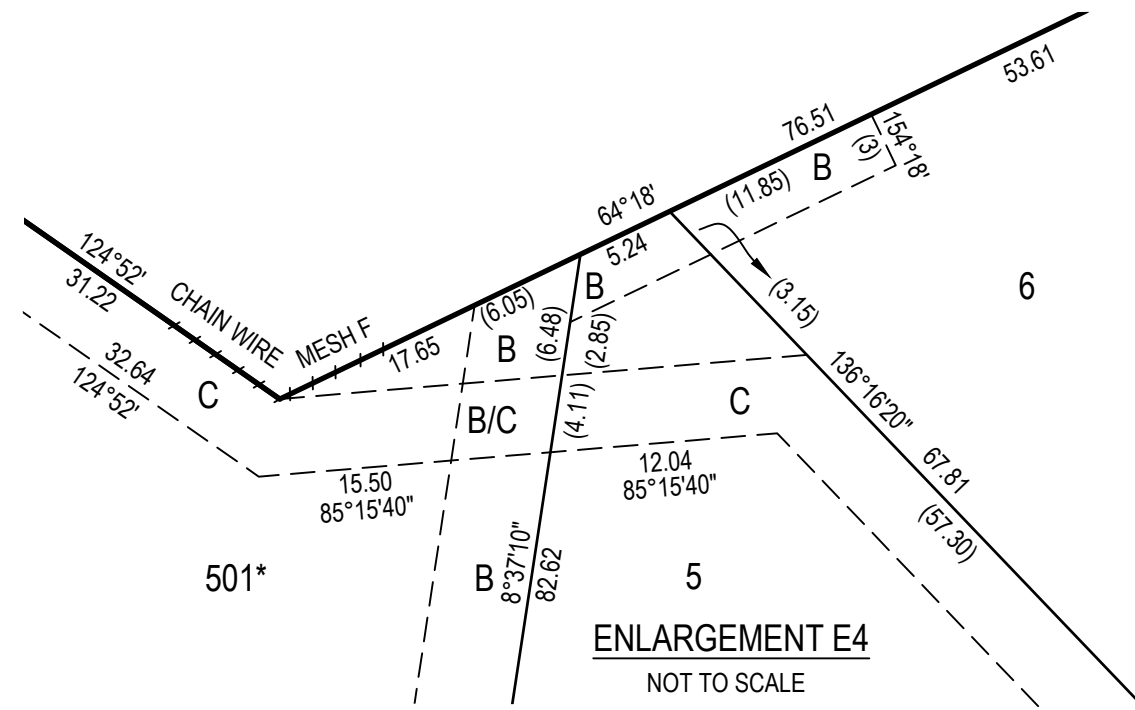 53.61
76.51
154°18'
(3)
B
(11.85)
64°18'
5.24
124°52'
31.22
CHAIN WIRE
MESH F
B
(3.15)
6
(6.05)
17.65
B
(6.48)
(2.85)
32.64
124°52'
C
B/C
(4.11)
C
136°16'20"
67.81
(57.30)
15.50
85°15'40"
12.04
85°15'40"
501*
B
8°37'10"
82.62
5
ENLARGEMENT E4
NOT TO SCALE